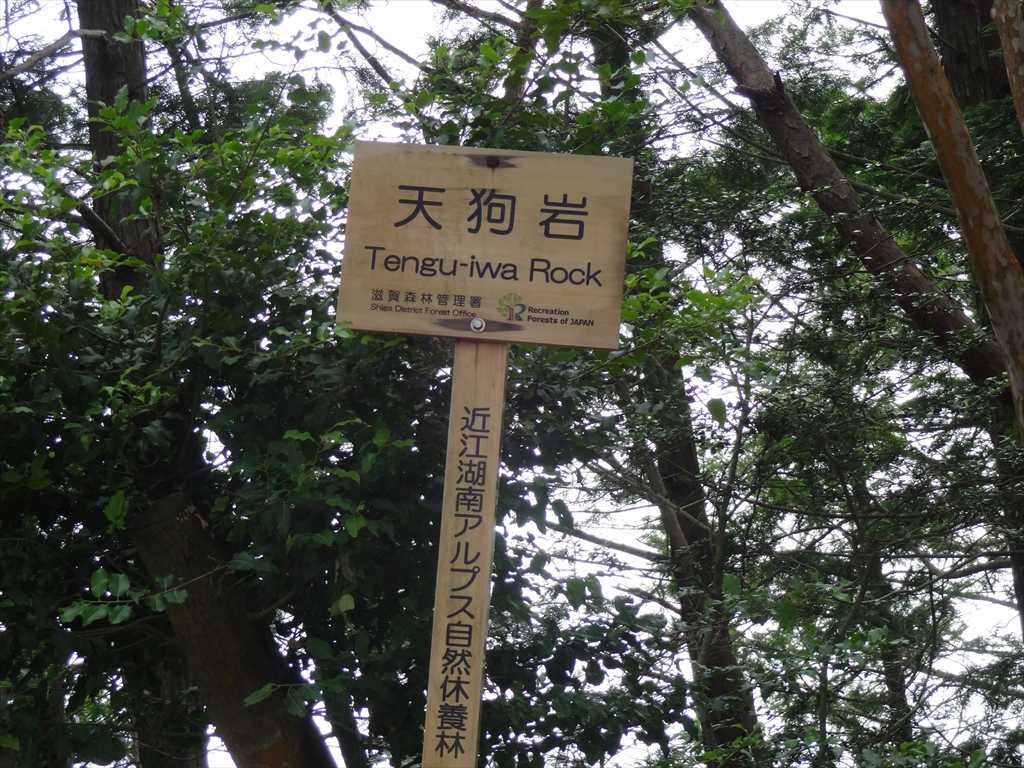 天狗岩
Tengu-iwa Rock
滋賀森林管理署
Shiga District Forest Office
Recreation
Forests of JAPAN
近江湖南アルプス自然休養林